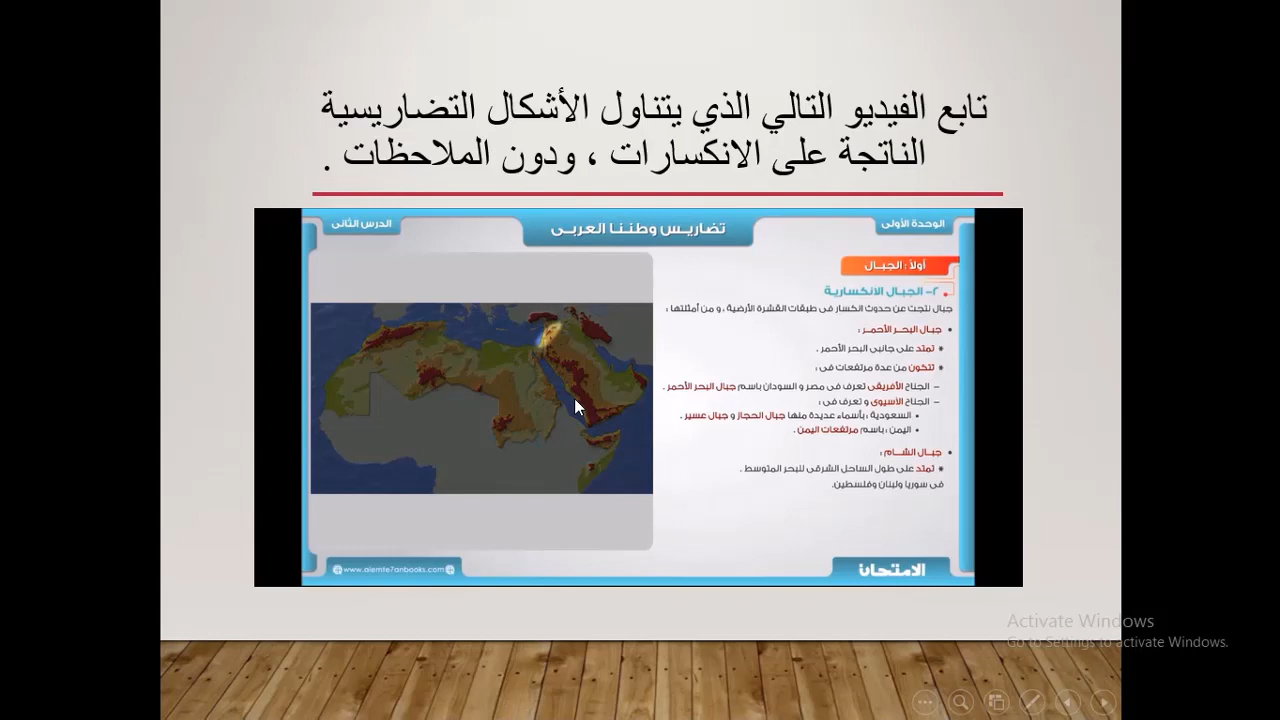 تابع الفيديو التالي الذي يتناول الأشكال التضاريسية
الناتجة على الانكسارات ، ودون الملاحظات .
الوحدة الأولى
تضاريس وطننا العربى
الدرس الثانى
أولاً : الجبال
٢- الجبال الانكسارية
جبال نتجت عن حدوث انكسار فى طبقات القشرة الأرضية ، و من أمثلتها :
جبال البحر الأحمر :
تمتد على جانبى البحر الأحمر .
تتكون من عدة مرتفعات فى :
– الجناح الأفريقى تعرف فى مصر و السودان باسم جبال البحر الأحمر .
– الجناح الآسيوى و تعرف فى :
السعودية : بأسماء عديدة منها جبال الحجاز و جبال عسير .
اليمن : باسم مرتفعات اليمن .
جبال الشام :
تمتد على طول الساحل الشرقى للبحر المتوسط .
فى سوريا ولبنان وفلسطين.
الامتحان
www.alemte7anbooks.com
Activate Windows
Go to Settings to activate Windows.